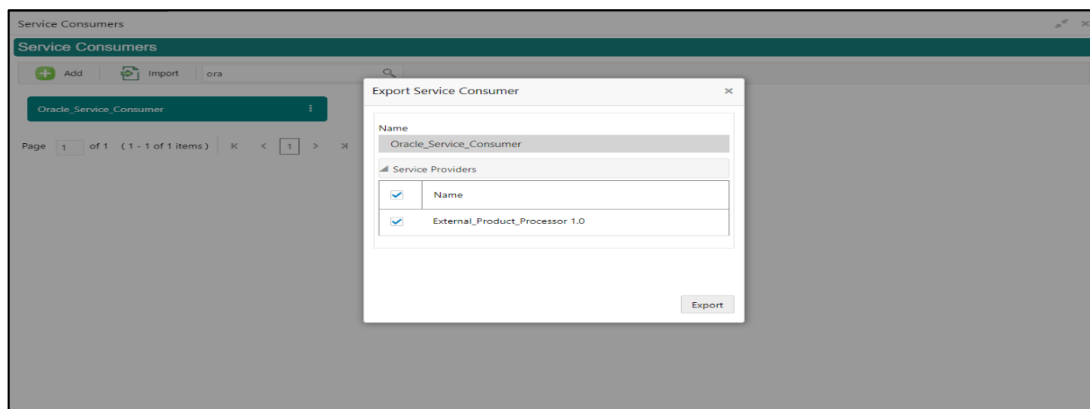 Service Consumers
Service Consumers
Add Import ora
Oracle_Service_Consumer
Page 1 of 1 (1 - 1 of 1 items) K < 1 > >|
Export Service Consumer
Name
Oracle_Service_Consumer
Service Providers
Name
External_Product_Processor 1.0
Export